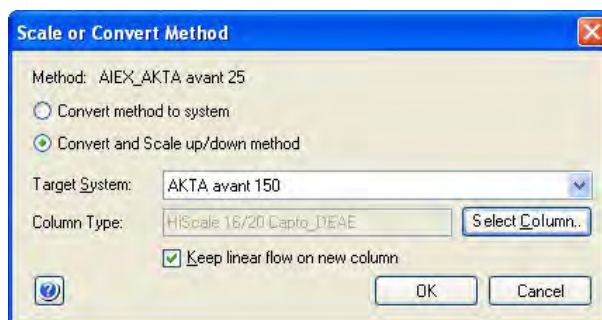 Scale or Convert Method
Method: AIEX_AKTA avant 25
Convert method to system
Convert and Scale up/down method
Target System: AKTA avant 150
Column Type: HiScale 16/20 Capto_DEAE Select Column..
Keep linear flow on new column
OK Cancel